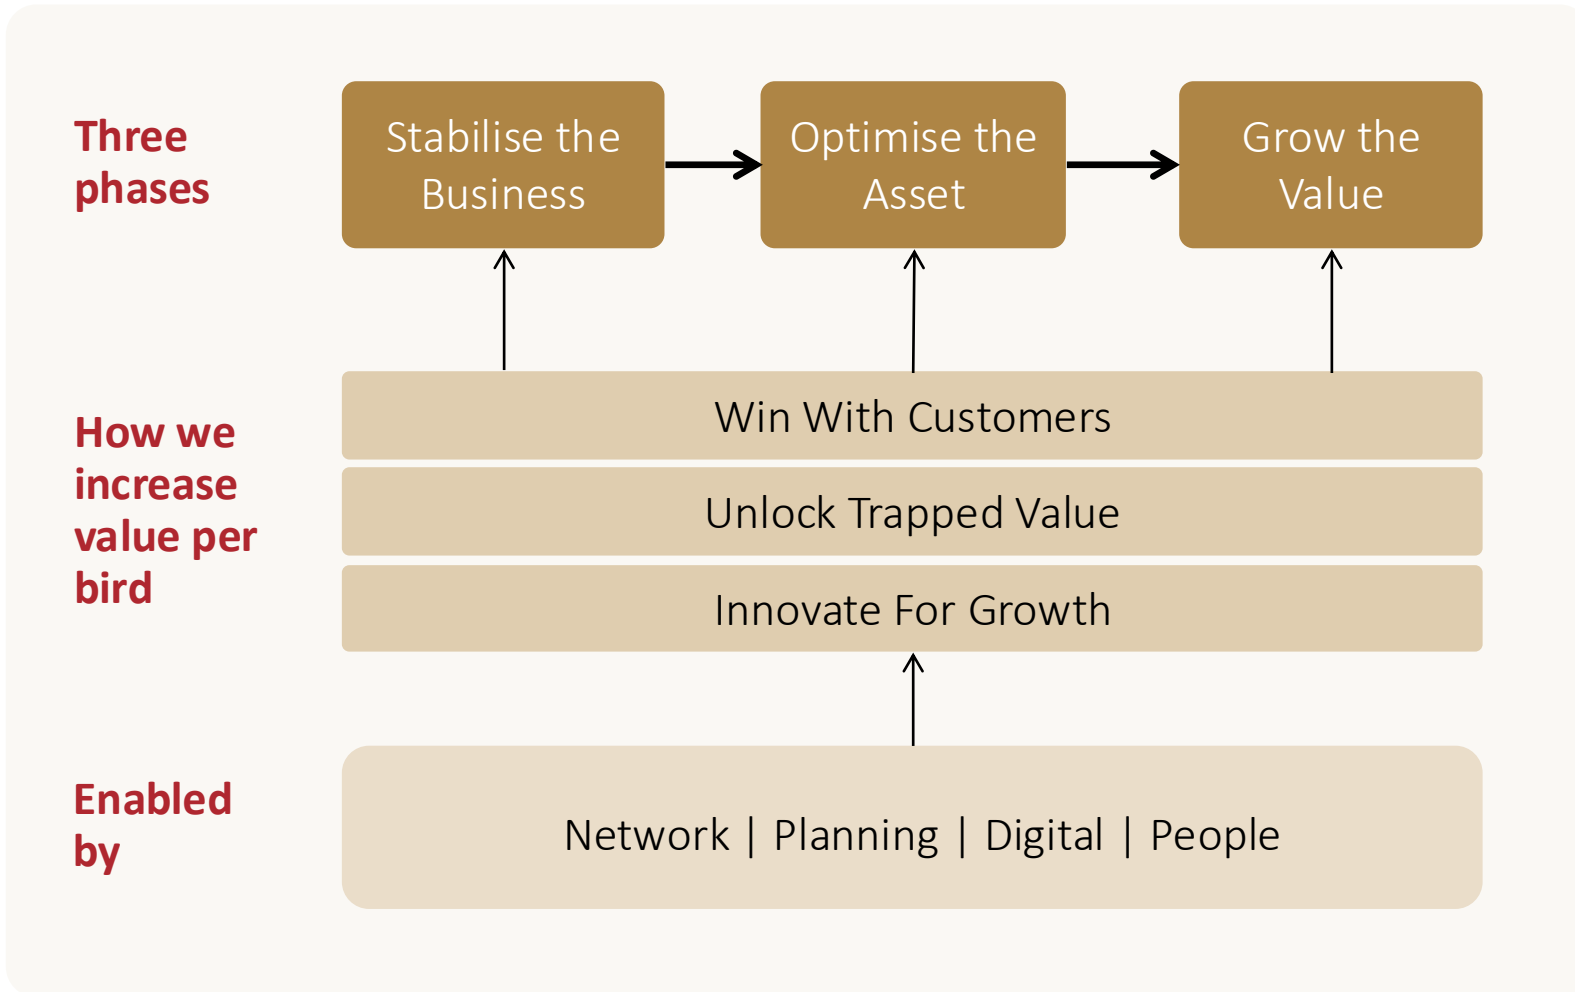 Three
phases
Stabilise the
Business
Optimise the
Asset
Grow the
Value
How we
increase
value per
bird
Win With Customers
Unlock Trapped Value
Innovate For Growth
Enabled
by
Network | Planning | Digital | People